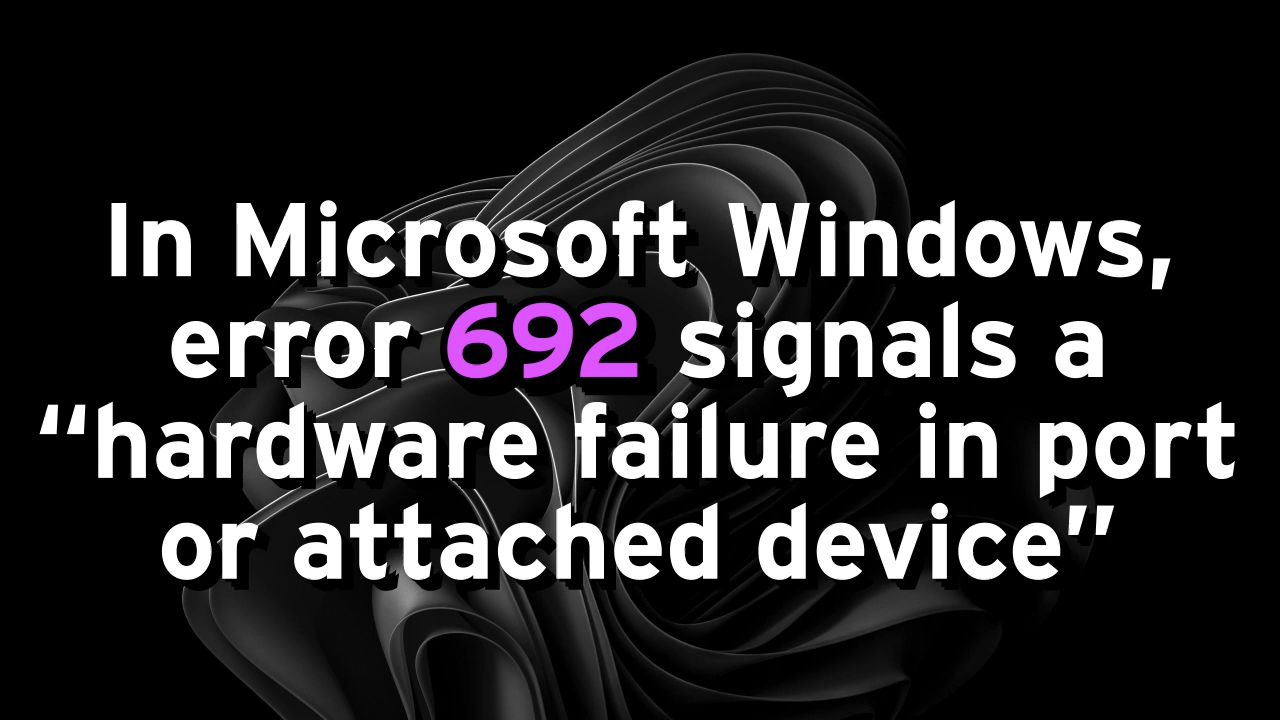 In Microsoft Windows,
error 692 signals a
“hardware failure in port
or attached device”